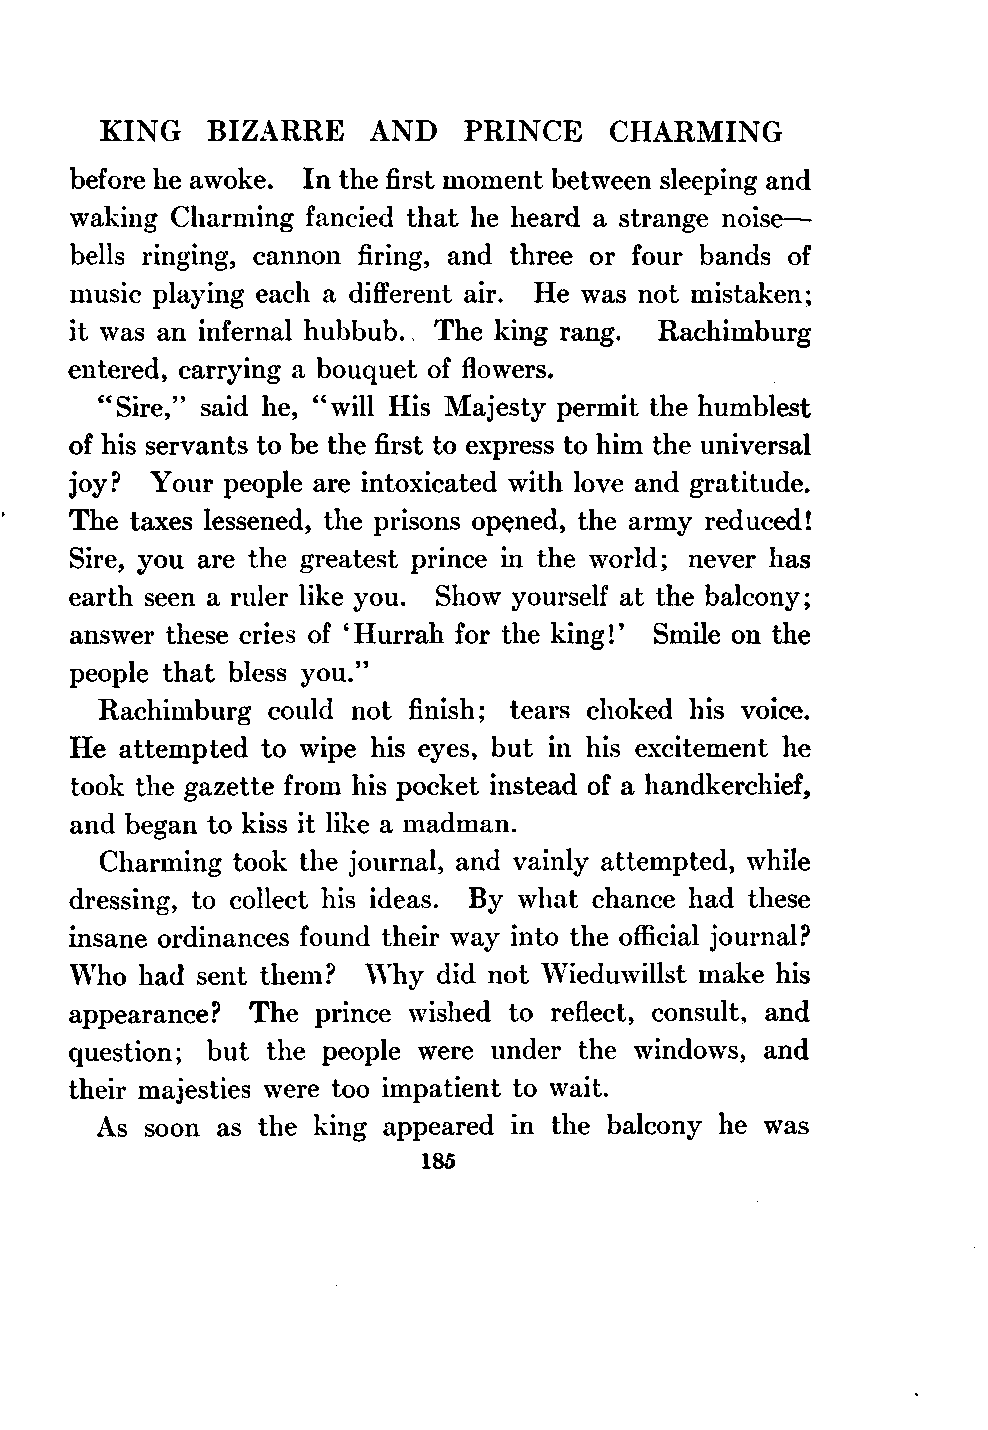 KING BIZARRE AND PRINCE CHARMING
before he awoke. In the first moment between sleeping and
waking Charming fancied that he heard a strange noise—
bells ringing, cannon firing, and three or four bands of
music playing each a different air. He was not mistaken;
it was an infernal hubbub. The king rang. Rachimburg
entered, carrying a bouquet of flowers.
“Sire,” said he, “will His Majesty permit the humblest
of his servants to be the first to express to him the universal
joy? Your people are intoxicated with love and gratitude.
The taxes lessened, the prisons opened, the army reduced!
Sire, you are the greatest prince in the world; never has
earth seen a ruler like you. Show yourself at the balcony;
answer these cries of ‘Hurrah for the king!’ Smile on the
people that bless you.”
Rachimburg could not finish; tears choked his voice.
He attempted to wipe his eyes, but in his excitement he
took the gazette from his pocket instead of a handkerchief,
and began to kiss it like a madman.
Charming took the journal, and vainly attempted, while
dressing, to collect his ideas. By what chance had these
insane ordinances found their way into the official journal?
Who had sent them? Why did not Wieduwillst make his
appearance? The prince wished to reflect, consult, and
question; but the people were under the windows, and
their majesties were too impatient to wait.
As soon as the king appeared in the balcony he was
185